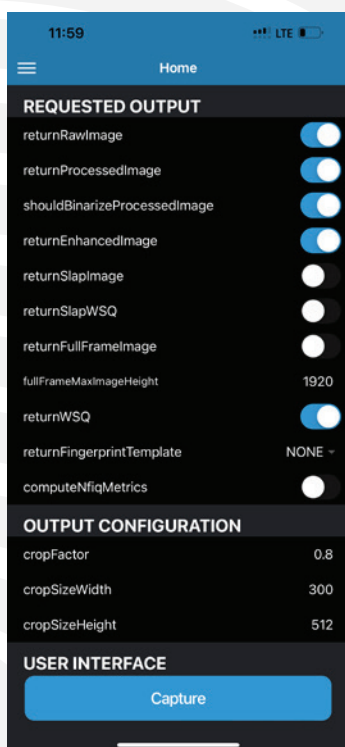 11:59
LTE
Home
REQUESTED OUTPUT
returnRawImage
returnProcessedImage
shouldBinarizeProcessedImage
returnEnhancedImage
returnSlapImage
returnSlapWSQ
returnFullFrameImage
fullFrameMaxImageHeight 1920
returnWSQ
returnFingerprintTemplate NONE
computeNfiqMetrics
OUTPUT CONFIGURATION
cropFactor 0.8
cropSizeWidth 300
cropSizeHeight 512
USER INTERFACE
Capture